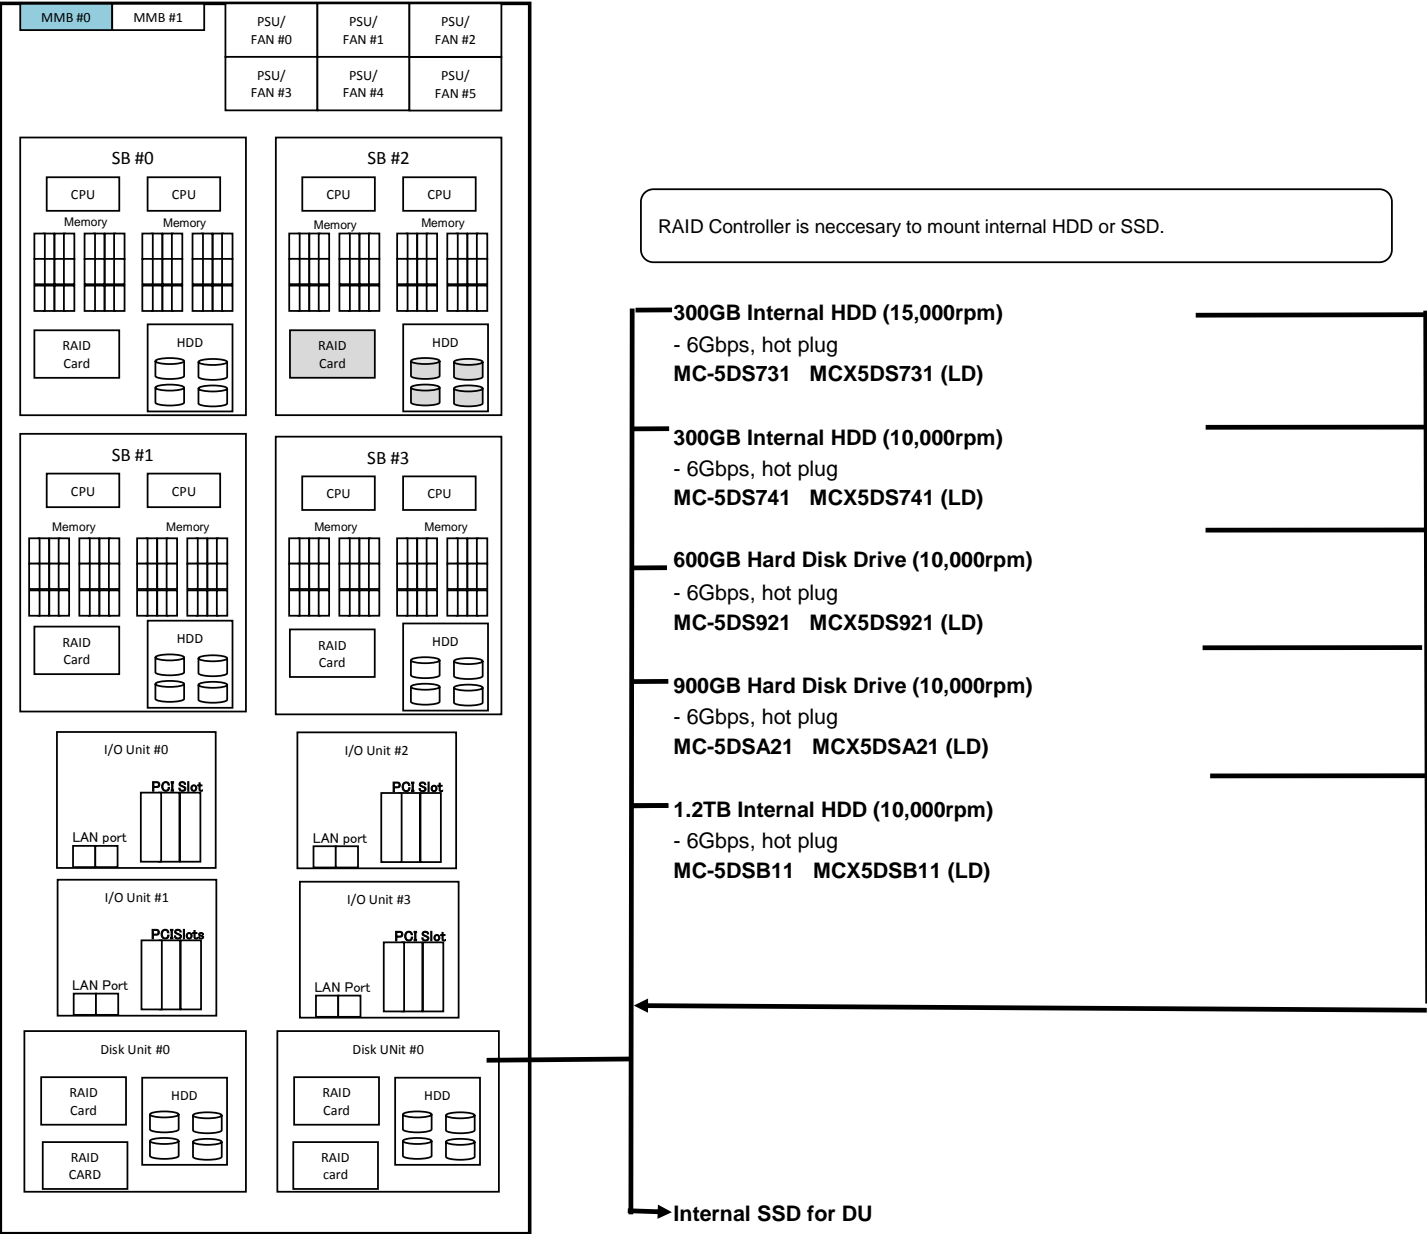 MMB #0
MMB #1
PSU/
FAN #0
PSU/
FAN #1
PSU/
FAN #2
PSU/
FAN #3
PSU/
FAN #4
PSU/
FAN #5
SB #0
CPU
CPU
Memory
Memory
RAID
Card
HDD
SB #2
CPU
CPU
Memory
Memory
RAID
Card
HDD
SB #1
CPU
CPU
Memory
Memory
RAID
Card
HDD
SB #3
CPU
CPU
Memory
Memory
RAID
Card
HDD
I/O Unit #0
PCI Slot
LAN port
I/O Unit #2
PCI Slot
LAN port
I/O Unit #1
PCISlots
LAN Port
I/O Unit #3
PCI Slot
LAN Port
Disk Unit #0
RAID
Card
HDD
RAID
CARD
Disk UNit #0
RAID
Card
HDD
RAID
card
RAID Controller is neccesary to mount internal HDD or SSD.
300GB Internal HDD (15,000rpm)
- 6Gbps, hot plug
MC-5DS731 MCX5DS731 (LD)
300GB Internal HDD (10,000rpm)
- 6Gbps, hot plug
MC-5DS741 MCX5DS741 (LD)
600GB Hard Disk Drive (10,000rpm)
- 6Gbps, hot plug
MC-5DS921 MCX5DS921 (LD)
900GB Hard Disk Drive (10,000rpm)
- 6Gbps, hot plug
MC-5DSA21 MCX5DSA21 (LD)
1.2TB Internal HDD (10,000rpm)
- 6Gbps, hot plug
MC-5DSB11 MCX5DSB11 (LD)
Internal SSD for DU